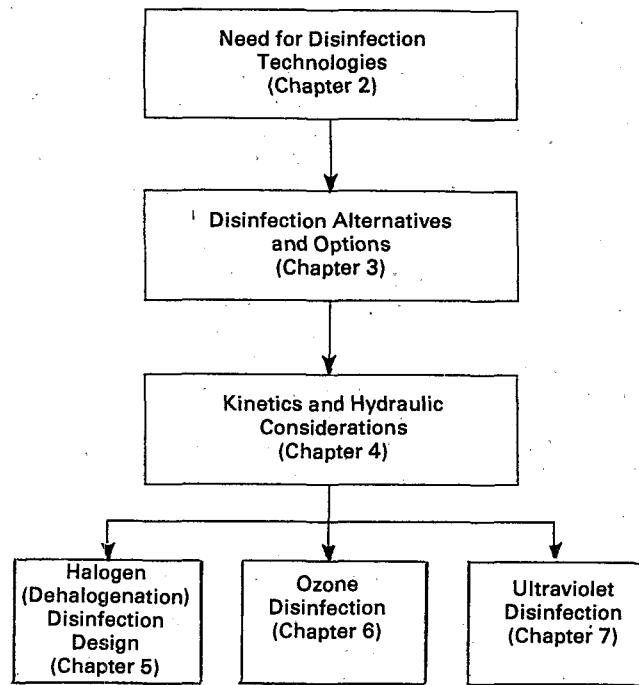 Need for Disinfection
Technologies
(Chapter 2)
Disinfection Alternatives
and Options
(Chapter 3)
Kinetics and Hydraulic
Considerations
(Chapter 4)
Halogen
(Dehalogenation)
Disinfection
Design
(Chapter 5)
Ozone
Disinfection
(Chapter 6)
Ultraviolet
Disinfection
(Chapter 7)